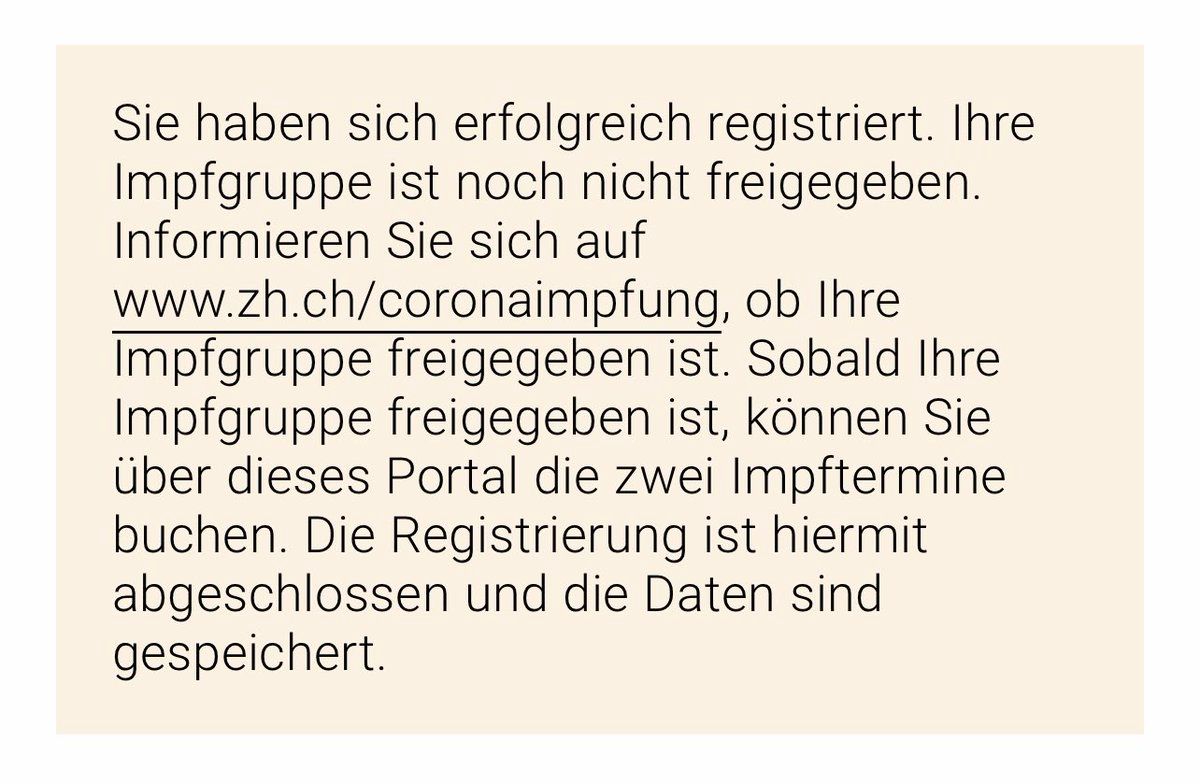 Sie haben sich erfolgreich registriert. Ihre
Impfgruppe ist noch nicht freigegeben.
Informieren Sie sich auf
www.zh.ch/coronaimpfung, ob Ihre
Impfgruppe freigegeben ist. Sobald Ihre
Impfgruppe freigegeben ist, können Sie
über dieses Portal die zwei Impftermine
buchen. Die Registrierung ist hiermit
abgeschlossen und die Daten sind
gespeichert.